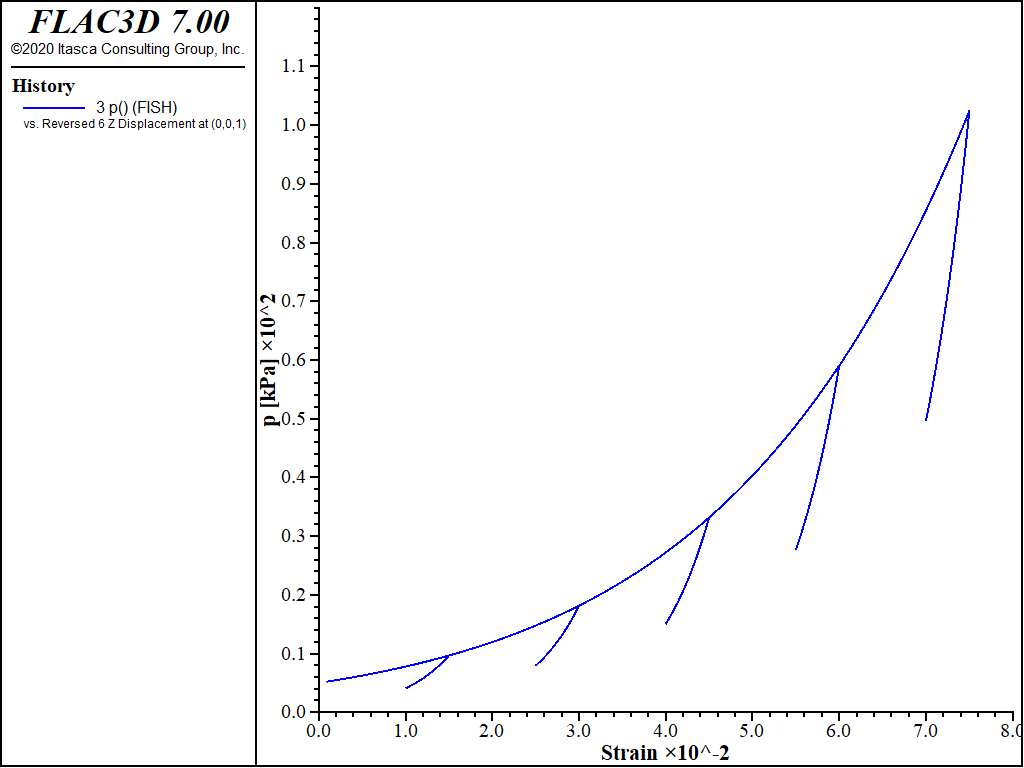 FLAC3D 7.00
©2020 Itasca Consulting Group, Inc.
History
3 p() (FISH)
vs. Reversed 6 Z Displacement at (0,0,1)
p [kPa] ×10^2
1.1
1.0
0.9
0.8
0.7
0.6
0.5
0.4
0.3
0.2
0.1
0.0
0.0 1.0 2.0 3.0 4.0 5.0 6.0 7.0 8.0
Strain ×10^-2